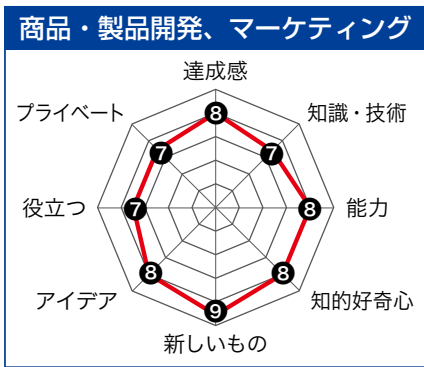 商品・製品開発、マーケティング
達成感
プライベート
知識・技術
8
7
7
役立つ
7
8
能力
8
8
アイデア
知的好奇心
9
新しいもの